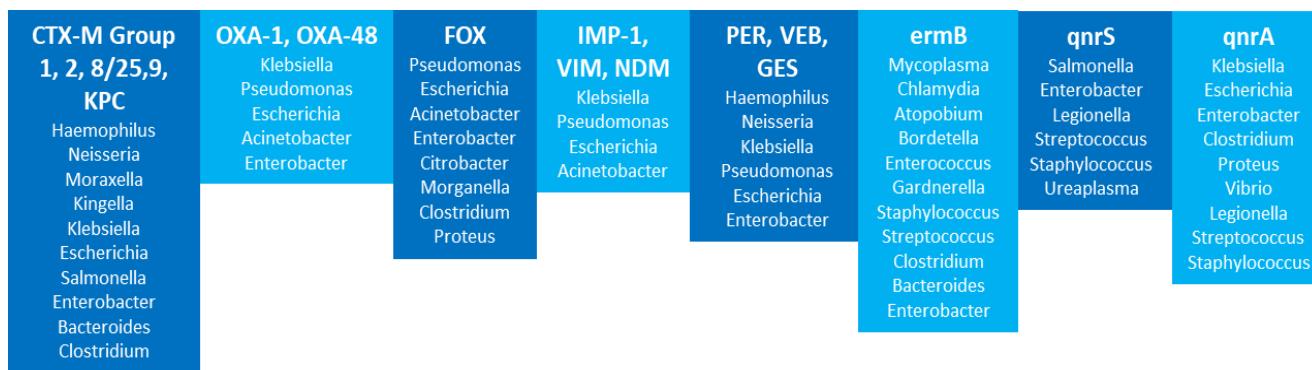 CTX-M Group
1, 2, 8/25,9,
KPC
Haemophilus
Neisseria
Moraxella
Kingella
Klebsiella
Escherichia
Salmonella
Enterobacter
Bacteroides
Clostridium
OXA-1, OXA-48
Klebsiella
Pseudomonas
Escherichia
Acinetobacter
Enterobacter
FOX
Pseudomonas
Escherichia
Acinetobacter
Enterobacter
Citrobacter
Morganella
Clostridium
Proteus
IMP-1,
VIM, NDM
Klebsiella
Pseudomonas
Escherichia
Acinetobacter
PER, VEB,
GES
Haemophilus
Neisseria
Klebsiella
Pseudomonas
Escherichia
Enterobacter
ermB
Mycoplasma
Chlamydia
Atopobium
Bordetella
Enterococcus
Gardnerella
Staphylococcus
Streptococcus
Clostridium
Bacteroides
Enterobacter
qnrS
Salmonella
Enterobacter
Legionella
Streptococcus
Staphylococcus
Ureaplasma
qnrA
Klebsiella
Escherichia
Enterobacter
Clostridium
Proteus
Vibrio
Legionella
Streptococcus
Staphylococcus